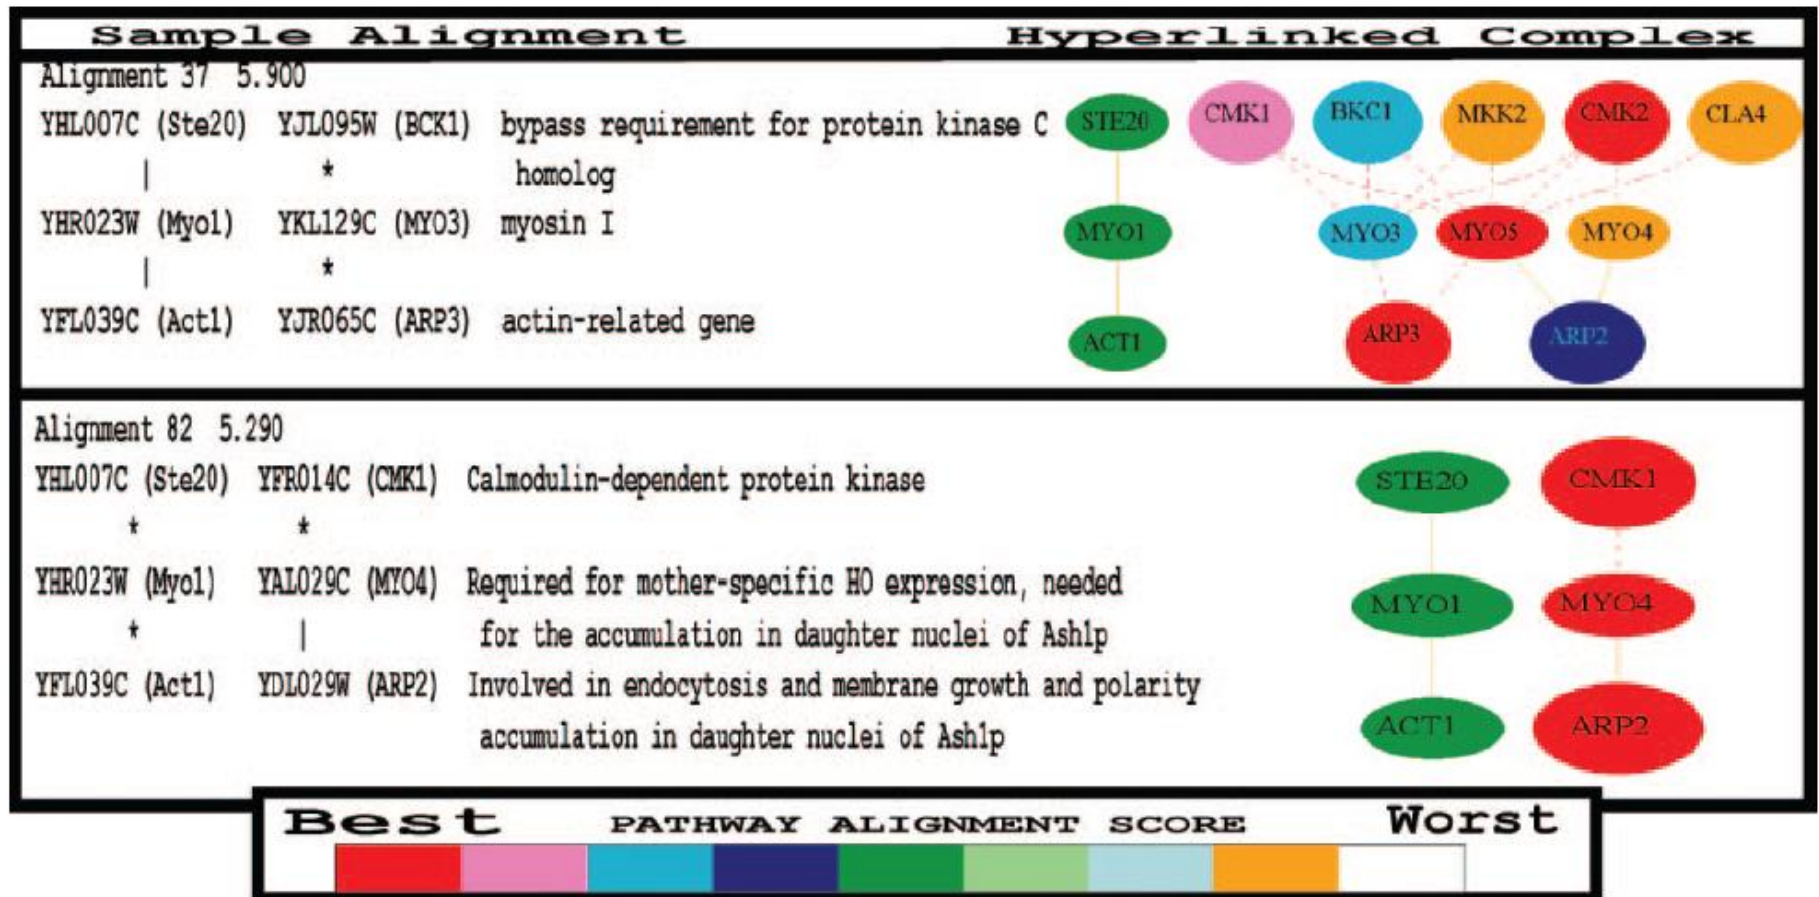 Sample Alignment Hyperlinked Complex
Alignment 37 5.900
YHL007C (Ste20) YJL095W (BCK1) bypass requirement for protein kinase C
| * homolog
YHR023W (Myo1) YKL129C (MYO3) myosin I
| *
YFL039C (Act1) YJR065C (ARP3) actin-related gene
STE20 CMK1 BKC1 MKK2 CMK2 CLA4
MYO1 MYO3 MYO5 MYO4
ACT1 ARP3 ARP2
Alignment 82 5.290
YHL007C (Ste20) YFR014C (CMK1) Calmodulin-dependent protein kinase
* *
YHR023W (Myo1) YAL029C (MYO4) Required for mother-specific HO expression, needed
* | for the accumulation in daughter nuclei of Ash1p
YFL039C (Act1) YDL029W (ARP2) Involved in endocytosis and membrane growth and polarity
accumulation in daughter nuclei of Ash1p
STE20 CMK1
MYO1 MYO4
ACT1 ARP2
Best PATHWAY ALIGNMENT SCORE Worst